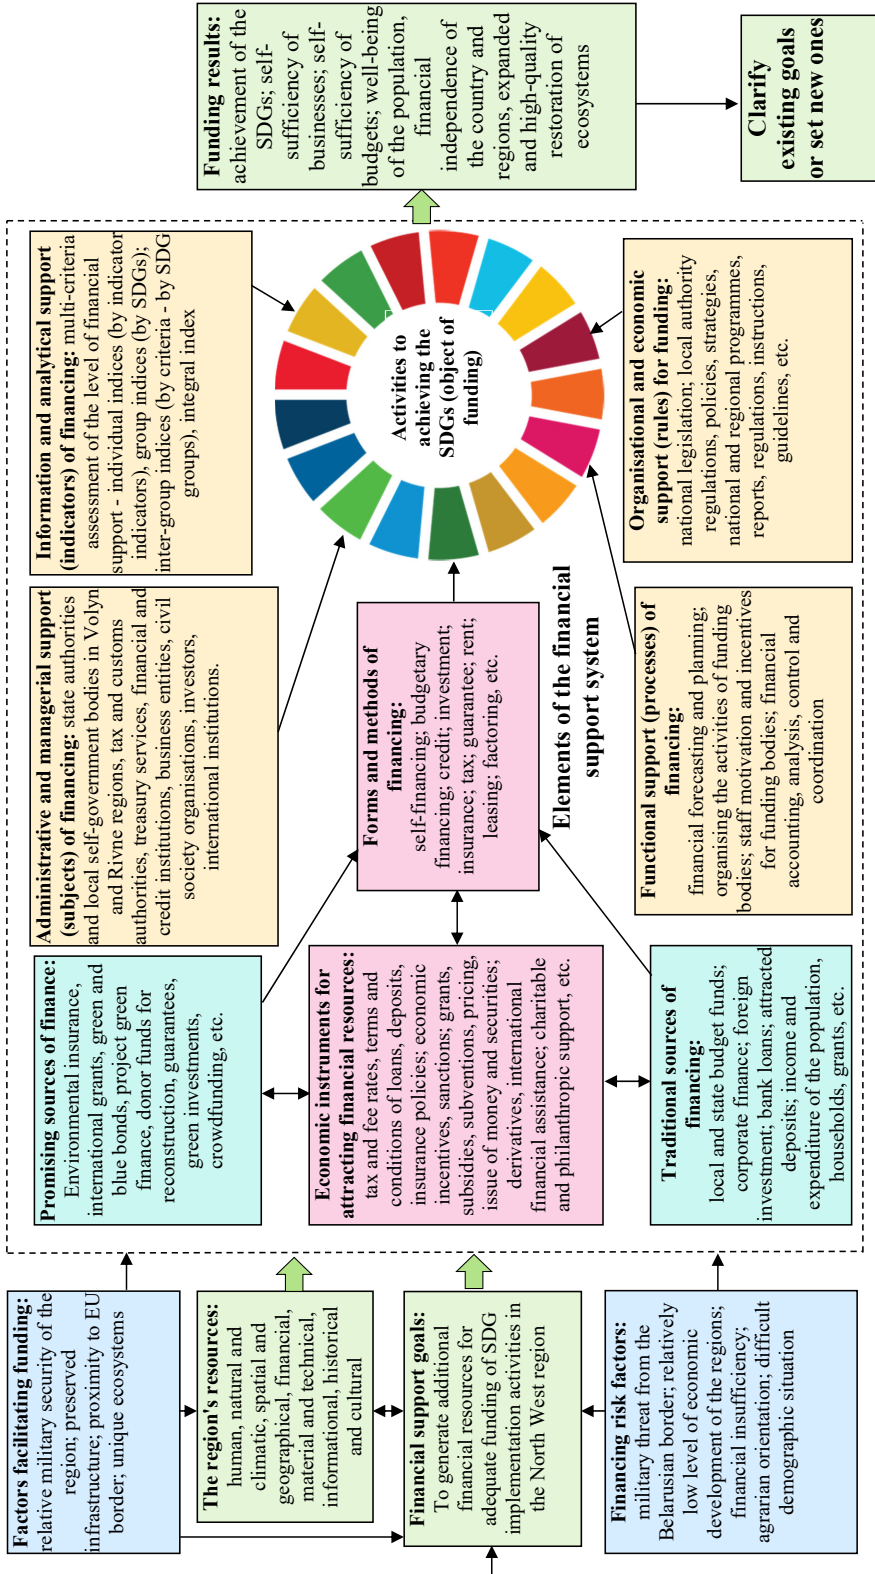 Factors facilitating funding:
relative military security of the
region; preserved
infrastructure; proximity to EU
border; unique ecosystems
The region's resources:
human, natural and
climatic, spatial and
geographical, financial,
material and technical,
informational, historical
and cultural
Financial support goals:
To generate additional
financial resources for
adequate funding of SDG
implementation activities in
the North West region
Financing risk factors:
military threat from the
Belarusian border; relatively
low level of economic
development of the regions;
financial insufficiency;
agrarian orientation; difficult
demographic situation
Promising sources of finance:
Environmental insurance,
international grants, green and
blue bonds, project green
finance, donor funds for
reconstruction, guarantees,
green investments,
crowdfunding, etc.
Economic instruments for
attracting financial resources:
tax and fee rates, terms and
conditions of loans, deposits,
insurance policies; economic
incentives, sanctions; grants,
subsidies, subventions, pricing,
issue of money and securities;
derivatives, international
financial assistance; charitable
and philanthropic support, etc.
Traditional sources of
financing:
local and state budget funds;
corporate finance; foreign
investment; bank loans; attracted
deposits; income and
expenditure of the population,
households, grants, etc.
Administrative and managerial support
(subjects) of financing: state authorities
and local self-government bodies in Volyn
and Rivne regions, tax and customs
authorities, treasury services, financial and
credit institutions, business entities, civil
society organisations, investors,
international institutions.
Forms and methods of
financing:
self-financing; budgetary
financing; credit; investment;
insurance; tax; guarantee; rent;
leasing; factoring, etc.
Elements of the financial
support system
Functional support (processes) of
financing:
financial forecasting and planning;
organising the activities of funding
bodies; staff motivation and incentives
for funding bodies; financial
accounting, analysis, control and
coordination
Information and analytical support
(indicators) of financing: multi-criteria
assessment of the level of financial
support - individual indices (by indicator
indicators), group indices (by SDGs);
inter-group indices (by criteria - by SDG
groups), integral index
Activities to
achieving the
SDGs (object of
funding)
Organisational and economic
support (rules) for funding:
national legislation; local authority
regulations, policies, strategies,
national and regional programmes,
reports, regulations, instructions,
guidelines, etc.
Funding results:
achievement of the
SDGs; self-
sufficiency of
businesses; self-
sufficiency of
budgets; well-being
of the population,
financial
independence of
the country and
regions, expanded
and high-quality
restoration of
ecosystems
Clarify
existing goals
or set new ones